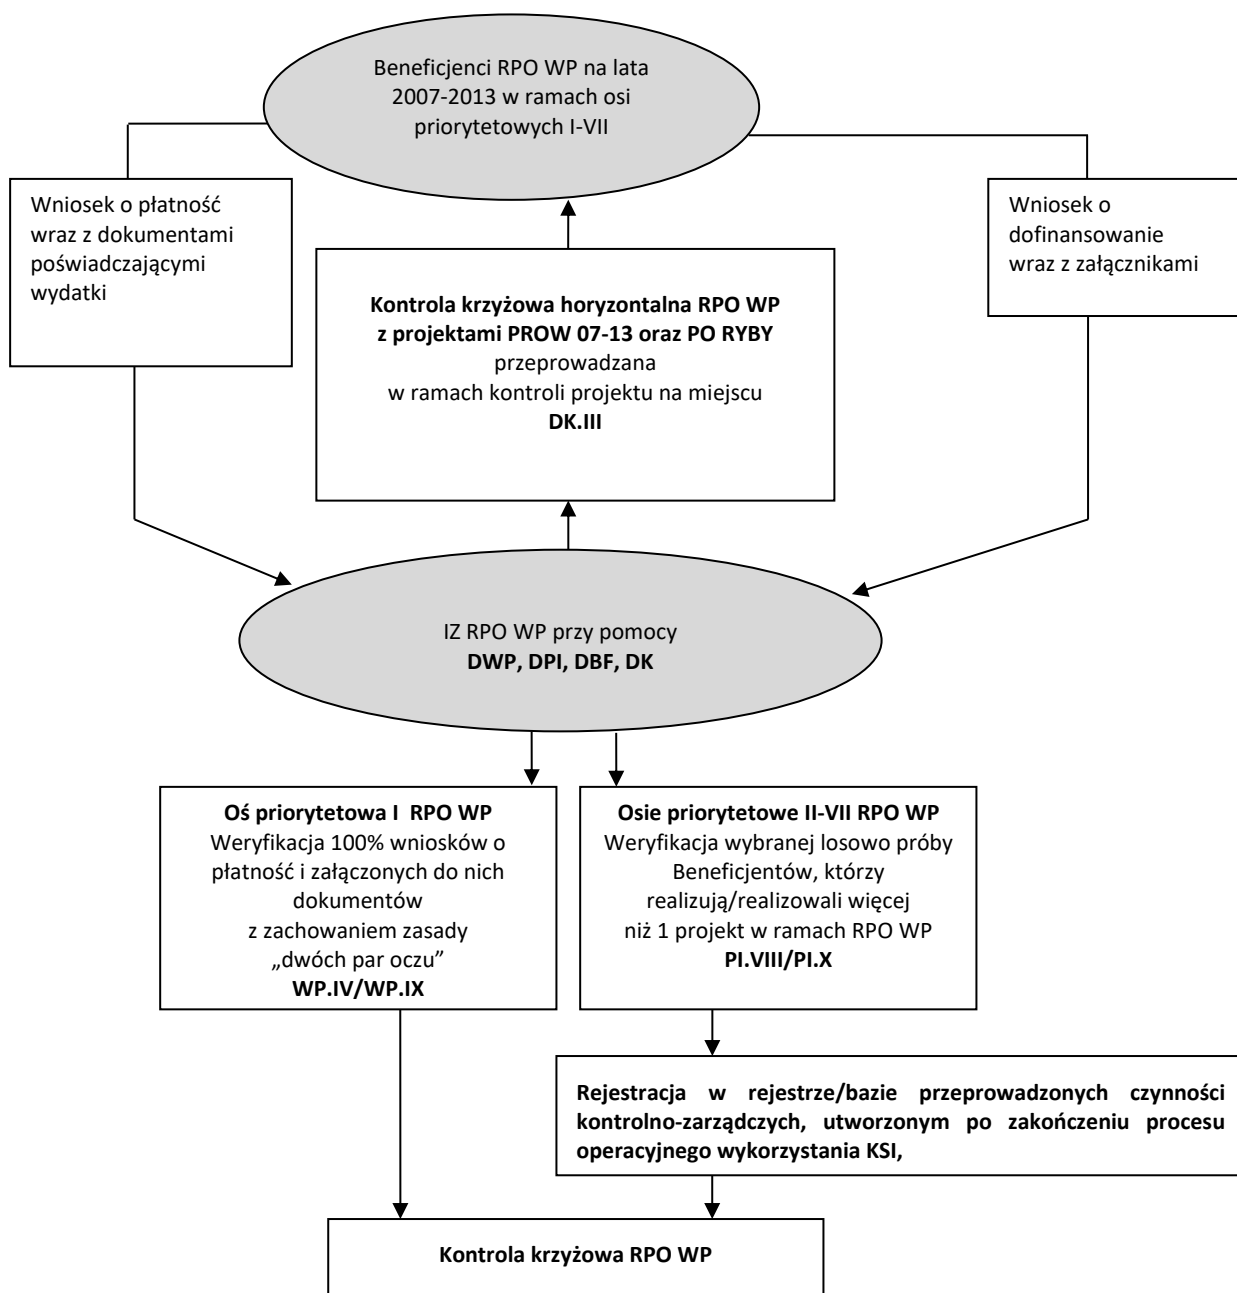 Beneficjenci RPO WP na lata
2007-2013 w ramach osi
priorytetowych I-VII
Wniosek o płatność
wraz z dokumentami
poświadczającymi
wydatki
Wniosek o
dofinansowanie
wraz z załącznikami
Kontrola krzyżowa horyzontalna RPO WP
z projektami PROW 07-13 oraz PO RYBY
przeprowadzana
w ramach kontroli projektu na miejscu
DK.III
IZ RPO WP przy pomocy
DWP, DPI, DBF, DK
Oś priorytetowa I RPO WP
Weryfikacja 100% wniosków o
płatność i załączonych do nich
dokumentów
z zachowaniem zasady
„dwóch par oczu”
WP.IV/WP.IX
Osie priorytetowe II-VII RPO WP
Weryfikacja wybranej losowo próby
Beneficjentów, którzy
realizują/realizowali więcej
niż 1 projekt w ramach RPO WP
PI.VIII/PI.X
Rejestracja w rejestrze/bazie przeprowadzonych czynności
kontrolno-zarządczych, utworzonym po zakończeniu procesu
operacyjnego wykorzystania KSI,
Kontrola krzyżowa RPO WP